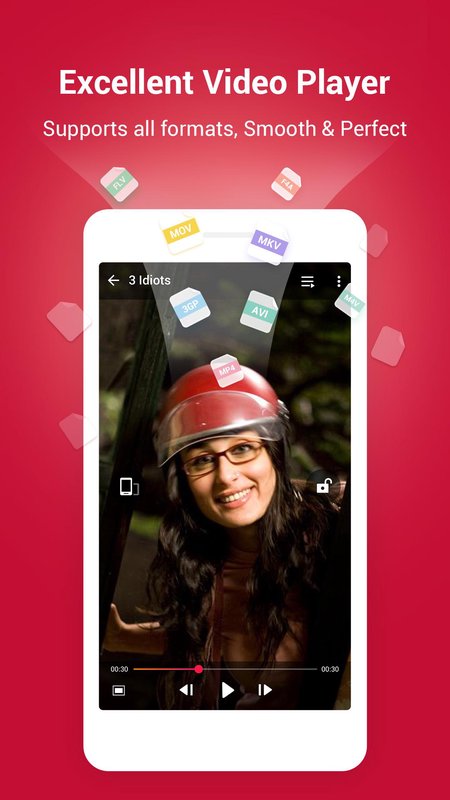 Excellent Video Player
Supports all formats, Smooth & Perfect
FLV
F4A
MOV
MKV
3 Idiots
3GP
AVI
M4V
MP4
00:30
00:30